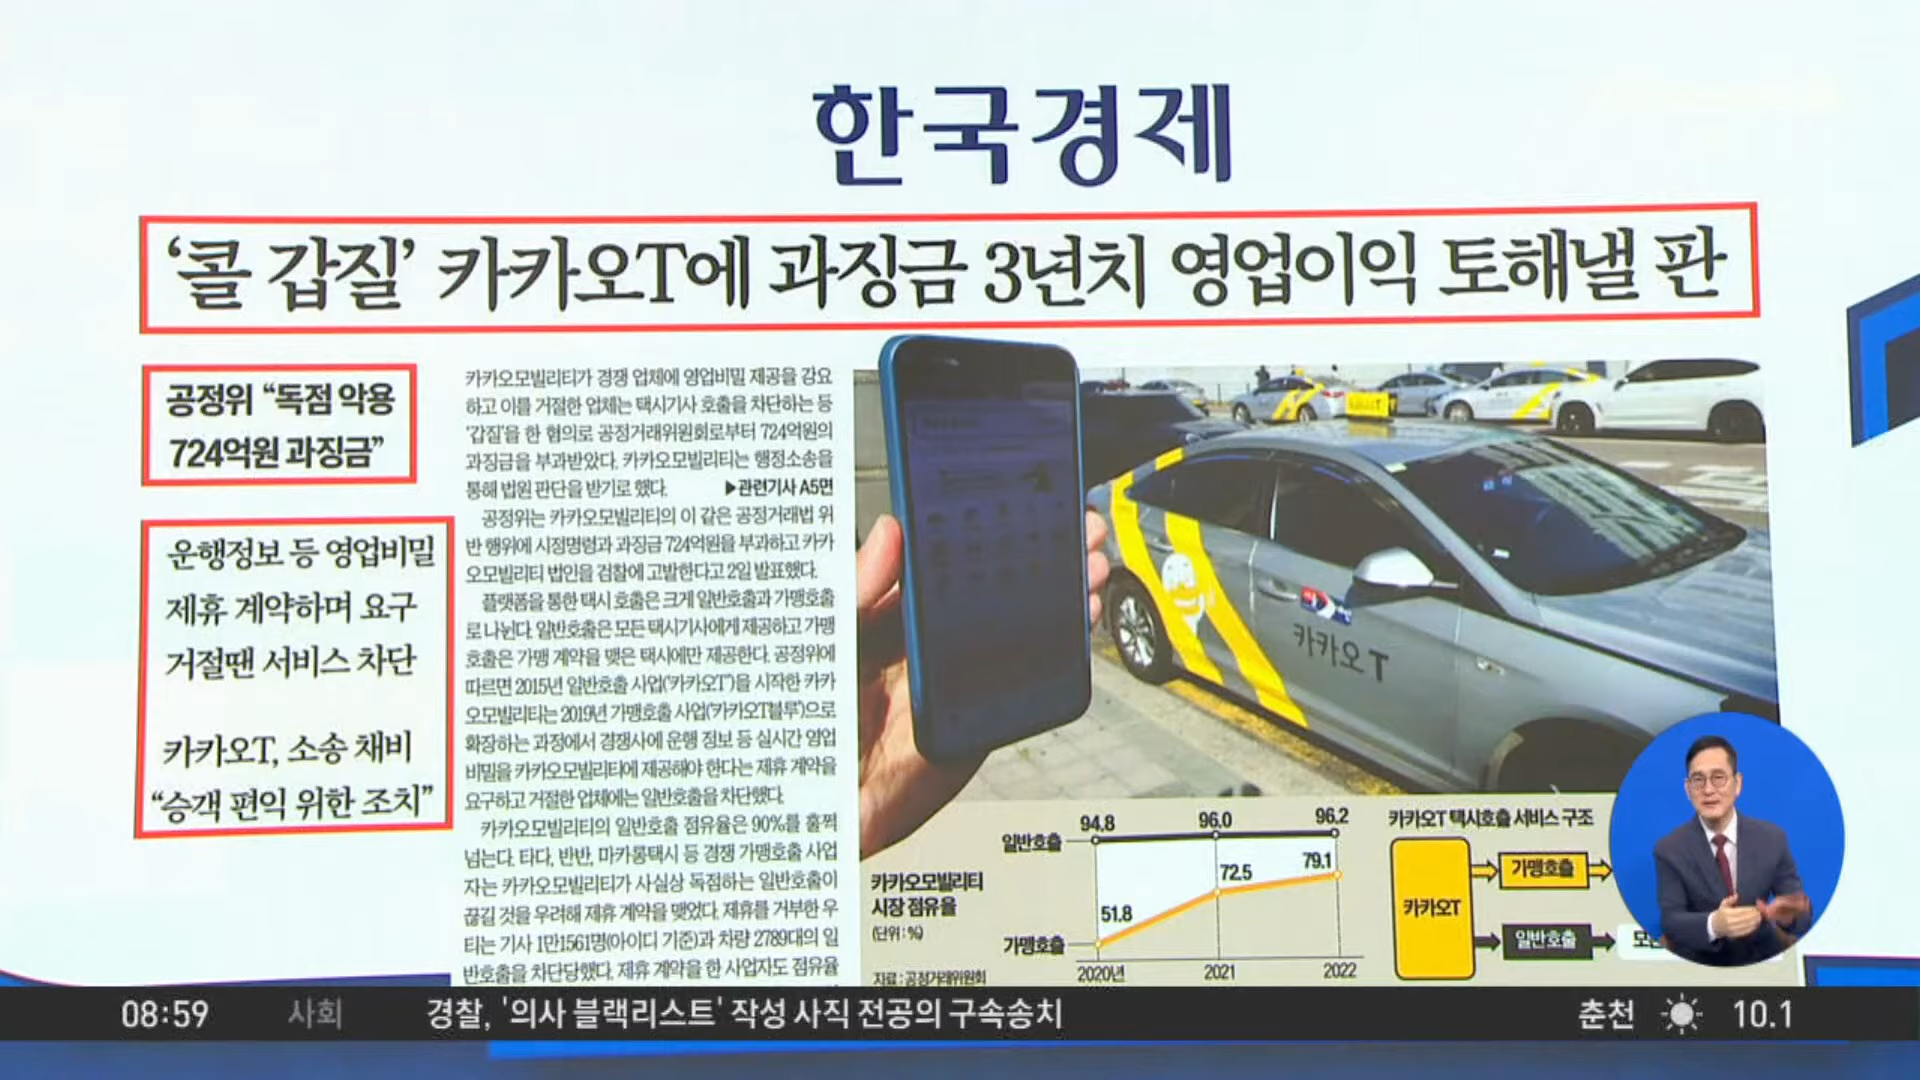 한국경제
'콜 갑질' 카카오T에 과징금 3년치 영업이익 토해낼 판
공정위 "독점 악용
724억원 과징금"
운행정보 등 영업비밀
제휴 계약하며 요구
거절땐 서비스 차단
카카오T, 소송 채비
"승객 편익 위한 조치"
카카오모빌리티가 경쟁 업체에 영업비밀 제공을 강요
하고 이를 거절한 업체는 택시기사 호출을 차단하는 등
'갑질'을 한 혐의로 공정거래위원회로부터 724억원의
과징금을 부과받았다. 카카오모빌리티는 행정소송을
통해 법원 판단을 받기로 했다. ▶관련기사 A5면
공정위는 카카오모빌리티의 이 같은 공정거래법 위
반 행위에 시정명령과 과징금 724억원을 부과하고 카카
오모빌리티 법인을 검찰에 고발한다고 2일 발표했다.
플랫폼을 통한 택시 호출은 크게 일반호출과 가맹호출
로 나뉜다. 일반호출은 모든 택시기사에게 제공하고 가맹
호출은 가맹 계약을 맺은 택시에만 제공한다. 공정위에
따르면 2015년 일반호출 사업('카카오T')을 시작한 카카
오모빌리티는 2019년 가맹호출 사업('카카오T블루')으로
확장하는 과정에서 경쟁사에 운행 정보 등 실시간 영업
비밀을 카카오모빌리티에 제공해야 한다는 제휴 계약을
요구하고 거절한 업체에는 일반호출을 차단했다.
카카오모빌리티의 일반호출 점유율은 90%를 훌쩍
넘는다. 타다, 반반, 마카롱택시 등 경쟁 가맹호출 사업
자는 카카오모빌리티가 사실상 독점하는 일반호출이
끊길 것을 우려해 제휴 계약을 맺었다. 제휴를 거부한 우
티는 기사 1만1561명(아이디 기준)과 차량 2789대의 일
반호출을 차단당했다. 제휴 계약을 한 사업자도 점유율
카카오T
카카오모빌리티
시장 점유율
(단위: %)
자료: 공정거래위원회
일반호출
94.8
96.0
96.2
가맹호출
51.8
72.5
79.1
2020년
2021
2022
카카오T 택시호출 서비스 구조
카카오T
가맹호출
일반호출
08:59 사회 경찰, '의사 블랙리스트' 작성 사직 전공의 구속송치 춘천 10.1